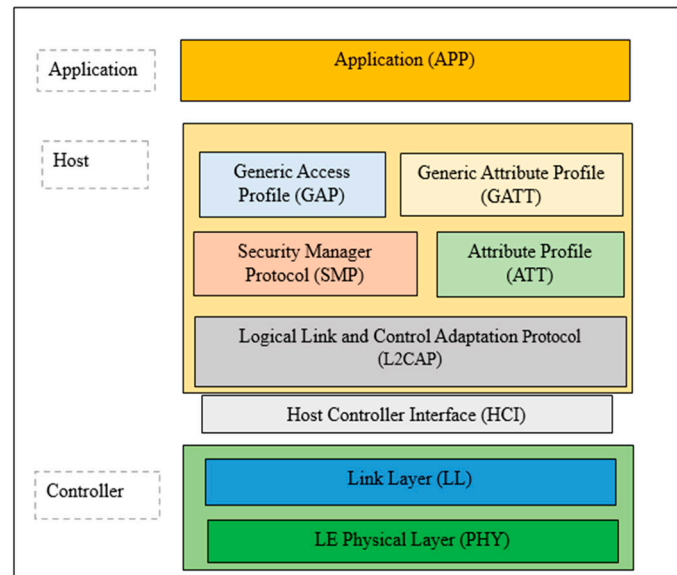 Application
Application (APP)
Host
Generic Access
Profile (GAP)
Generic Attribute Profile
(GATT)
Security Manager
Protocol (SMP)
Attribute Profile
(ATT)
Logical Link and Control Adaptation Protocol
(L2CAP)
Host Controller Interface (HCI)
Controller
Link Layer (LL)
LE Physical Layer (PHY)